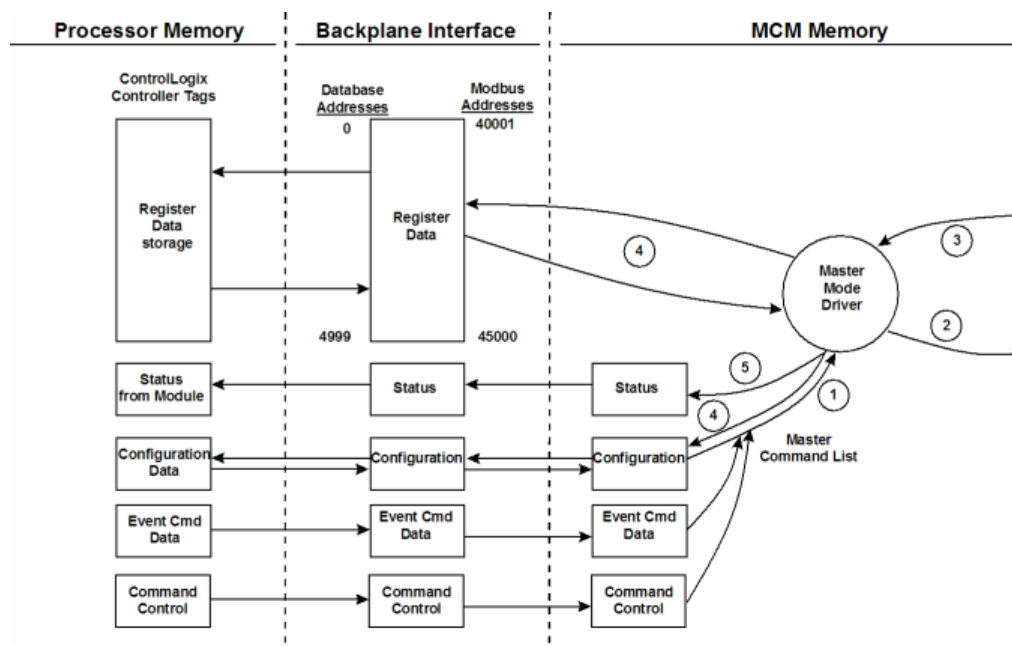 Processor Memory
Backplane Interface
MCM Memory
ControlLogix
Controller Tags
Database
Addresses
0
Modbus
Addresses
40001
Register
Data
storage
Register
Data
4
Master
Mode
Driver
3
2
4999
45000
Status
from Module
Status
Status
5
1
4
Master
Command List
Configuration
Data
Configuration
Configuration
Event Cmd
Data
Event Cmd
Data
Event Cmd
Data
Command
Control
Command
Control
Command
Control